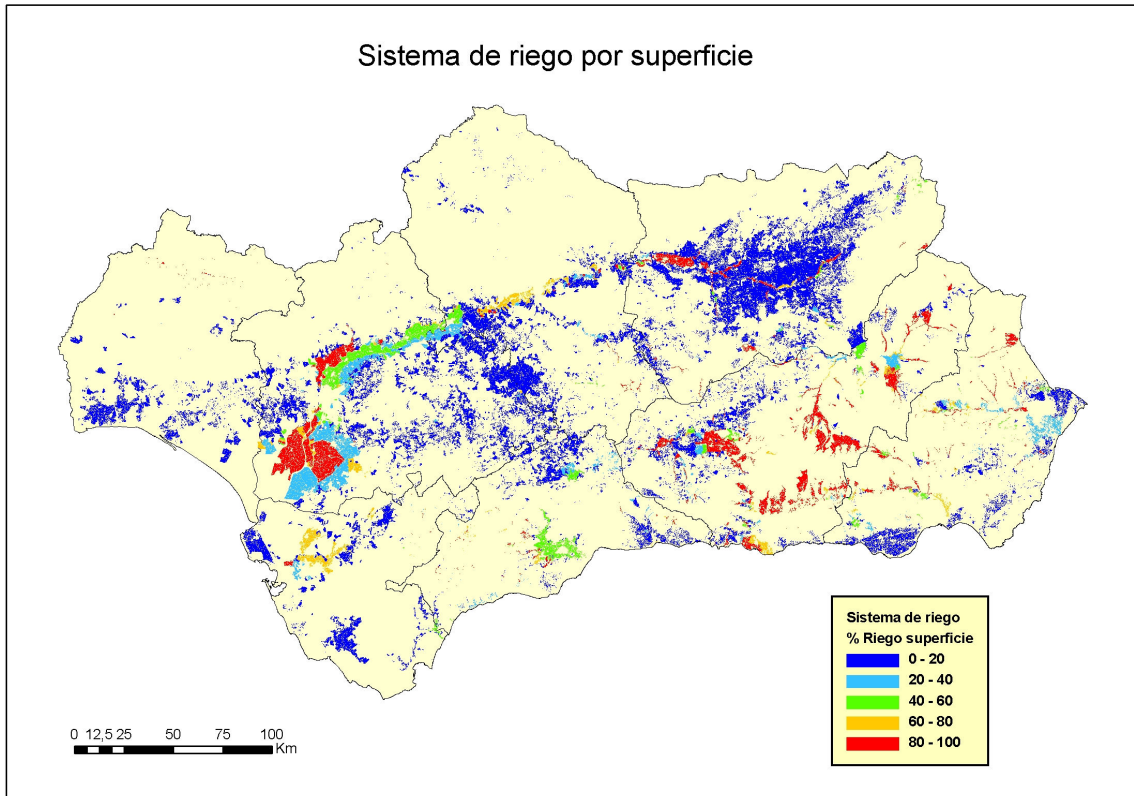 Sistema de riego por superficie
Sistema de riego
% Riego superficie
0 - 20
20 - 40
40 - 60
60 - 80
80 - 100
0 12,5 25 50 75 100
Km